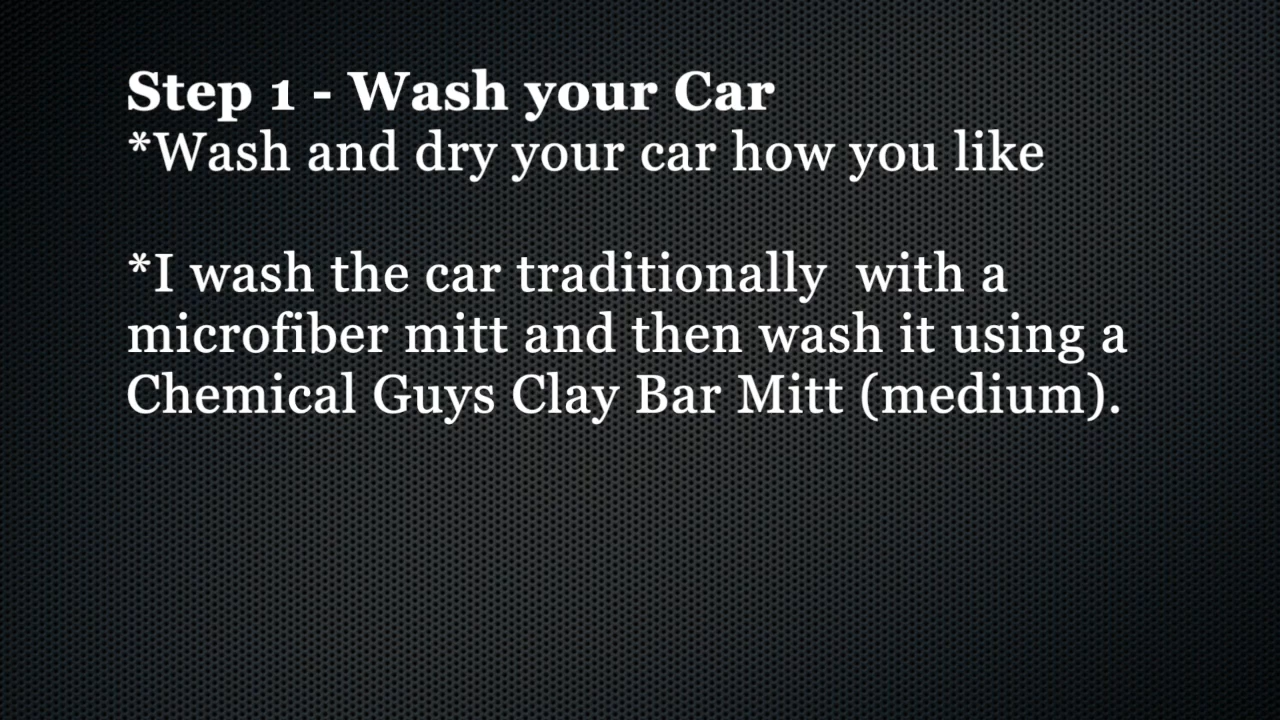 Step 1 - Wash your Car
*Wash and dry your car how you like
*I wash the car traditionally  with a
microfiber mitt and then wash it using a
Chemical Guys Clay Bar Mitt (medium).